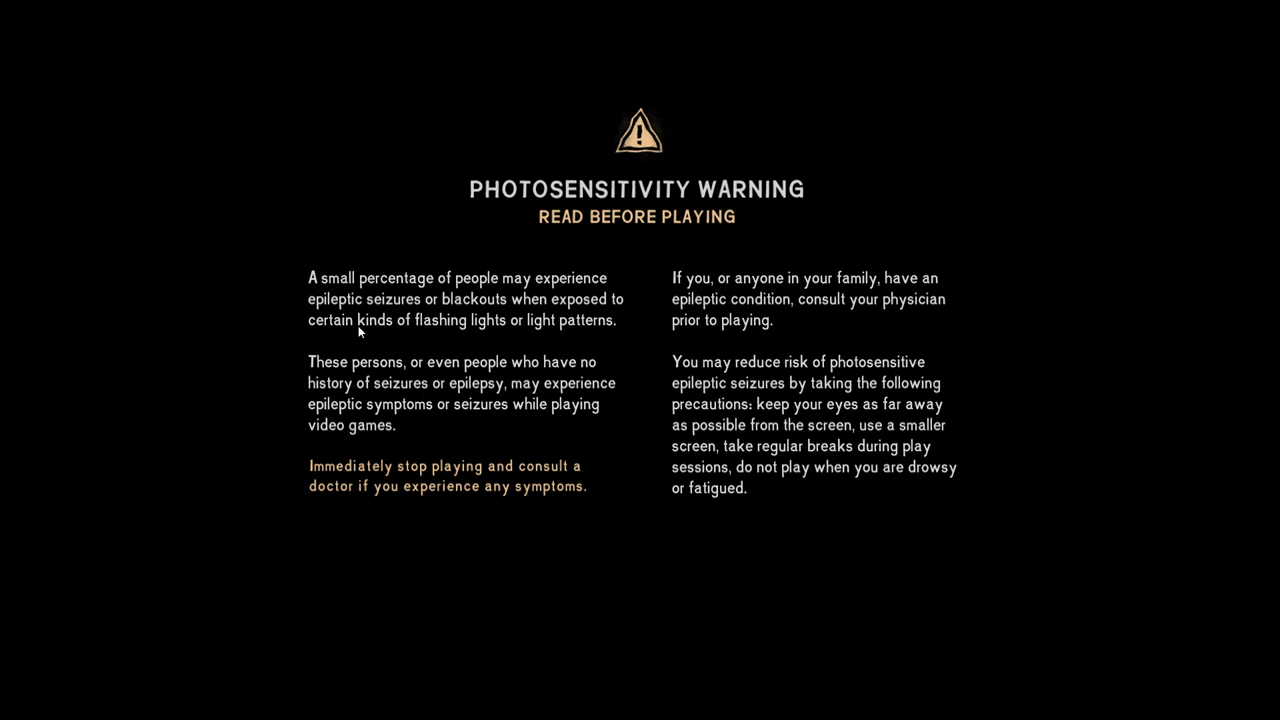 PHOTOSENSITIVITY WARNING
READ BEFORE PLAYING
A small percentage of people may experience
epileptic seizures or blackouts when exposed to
certain kinds of flashing lights or light patterns.
These persons, or even people who have no
history of seizures or epilepsy, may experience
epileptic symptoms or seizures while playing
video games.
Immediately stop playing and consult a
doctor if you experience any symptoms.
If you, or anyone in your family, have an
epileptic condition, consult your physician
prior to playing.
You may reduce risk of photosensitive
epileptic seizures by taking the following
precautions: keep your eyes as far away
as possible from the screen, use a smaller
screen, take regular breaks during play
sessions, do not play when you are drowsy
or fatigued.